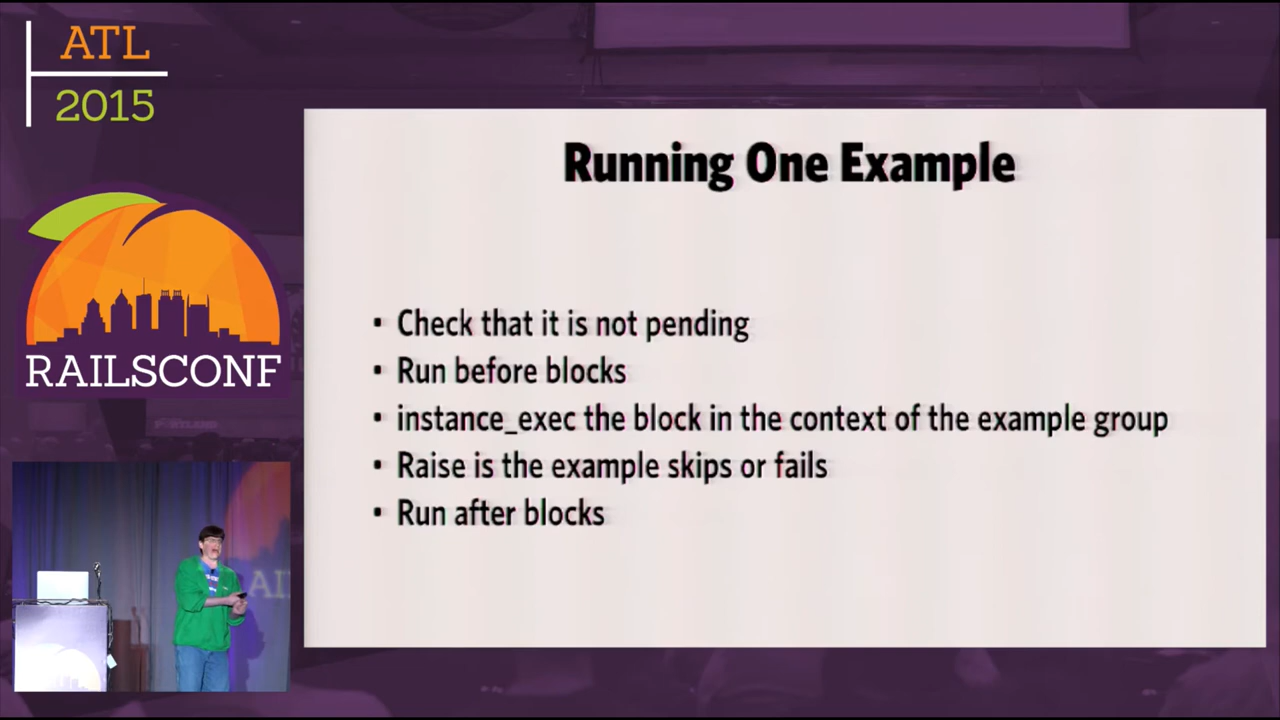 ATL
2015
RAILSCONF
Running One Example
• Check that it is not pending
• Run before blocks
• instance_exec the block in the context of the example group
• Raise is the example skips or fails
• Run after blocks